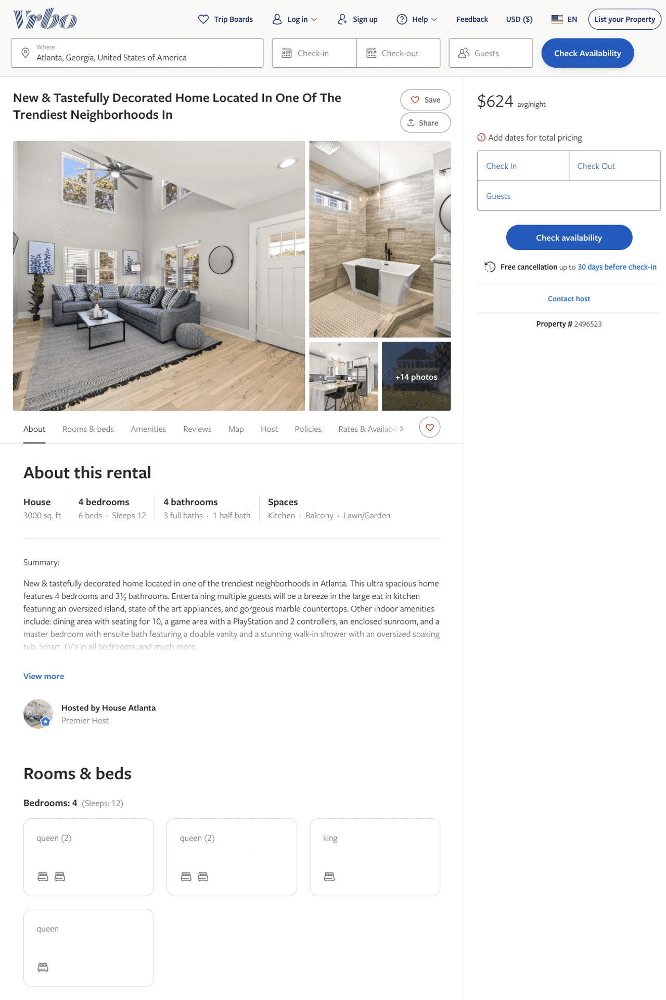 Vrbo
Trip Boards
Log in
Sign up
Help
Feedback
USD ($)
EN
List your Property
Where
Atlanta, Georgia, United States of America
Check-in
Check-out
Guests
Check Availability
New & Tastefully Decorated Home Located In One Of The
Trendiest Neighborhoods In
Save
Share
+14 photos
$624 avg/night
Add dates for total pricing
Check In
Check Out
Guests
Check availability
Free cancellation up to 30 days before check-in
Contact host
Property # 2496523
About
Rooms & beds
Amenities
Reviews
Map
Host
Policies
Rates & Availabili
About this rental
House
3000 sq. ft
4 bedrooms
6 beds · Sleeps 12
4 bathrooms
3 full baths · 1 half bath
Spaces
Kitchen · Balcony · Lawn/Garden
Summary:
New & tastefully decorated home located in one of the trendiest neighborhoods in Atlanta. This ultra spacious home
features 4 bedrooms and 3½ bathrooms. Entertaining multiple guests will be a breeze in the large eat in kitchen
featuring an oversized island, state of the art appliances, and gorgeous marble countertops. Other indoor amenities
include: dining area with seating for 10, a game area with a PlayStation and 2 controllers, an enclosed sunroom, and a
master bedroom with ensuite bath featuring a double vanity and a stunning walk-in shower with an oversized soaking
tub. Smart TV's in all bedrooms, and much more.
View more
Hosted by House Atlanta
Premier Host
Rooms & beds
Bedrooms: 4 (Sleeps: 12)
queen (2)
queen (2)
king
queen